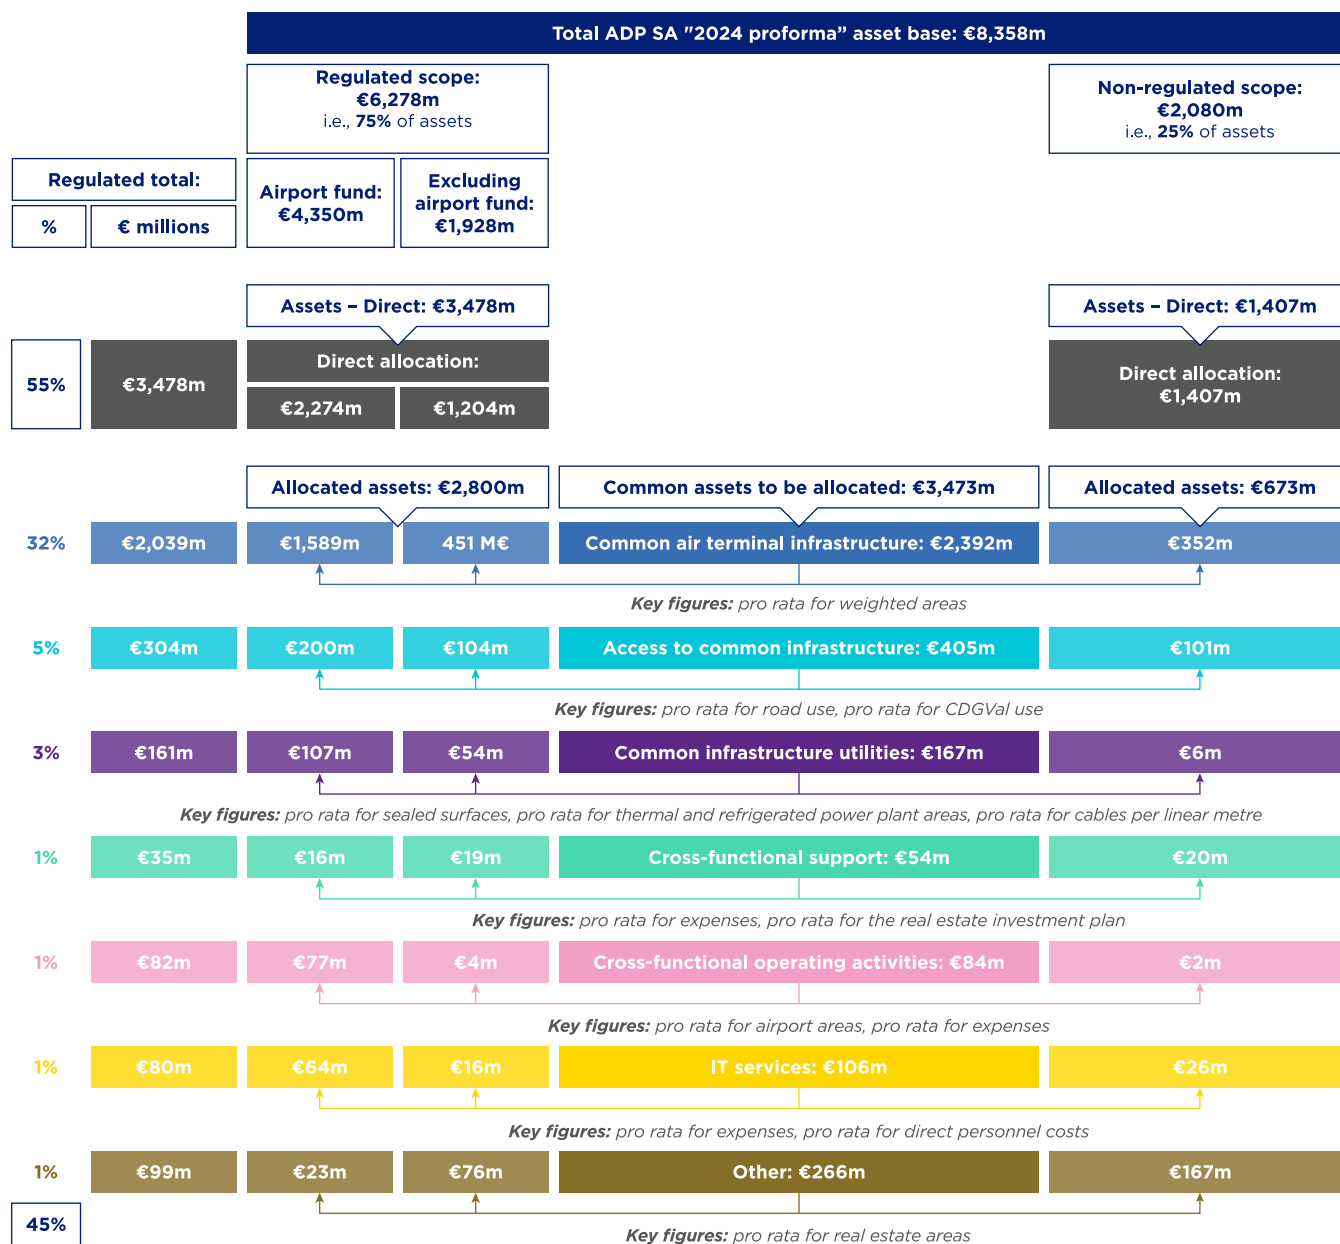 Total ADP SA "2024 proforma” asset base: €8,358m
Regulated scope:
€6,278m
i.e., 75% of assets
Non-regulated scope:
€2,080m
i.e., 25% of assets
Regulated total:
%
€ millions
Airport fund:
€4,350m
Excluding
airport fund:
€1,928m
Assets – Direct: €3,478m
Assets – Direct: €1,407m
55%
€3,478m
Direct allocation:
€2,274m
€1,204m
Direct allocation:
€1,407m
Allocated assets: €2,800m
Common assets to be allocated: €3,473m
Allocated assets: €673m
32%
€2,039m
€1,589m
451 M€
Common air terminal infrastructure: €2,392m
€352m
Key figures: pro rata for weighted areas
5%
€304m
€200m
€104m
Access to common infrastructure: €405m
€101m
Key figures: pro rata for road use, pro rata for CDGVal use
3%
€161m
€107m
€54m
Common infrastructure utilities: €167m
€6m
Key figures: pro rata for sealed surfaces, pro rata for thermal and refrigerated power plant areas, pro rata for cables per linear metre
1%
€35m
€16m
€19m
Cross-functional support: €54m
€20m
Key figures: pro rata for expenses, pro rata for the real estate investment plan
1%
€82m
€77m
€4m
Cross-functional operating activities: €84m
€2m
Key figures: pro rata for airport areas, pro rata for expenses
1%
€80m
€64m
€16m
IT services: €106m
€26m
Key figures: pro rata for expenses, pro rata for direct personnel costs
1%
€99m
€23m
€76m
Other: €266m
€167m
45%
Key figures: pro rata for real estate areas